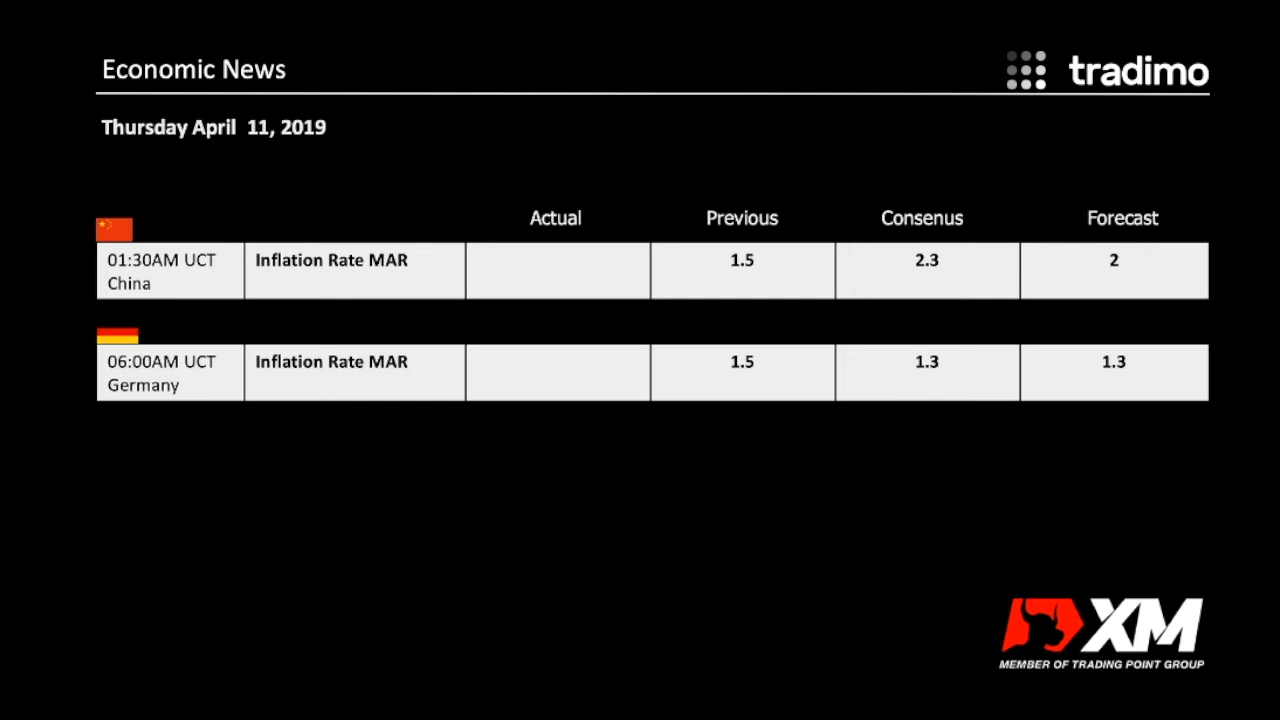 Economic News
tradimo
Thursday April 11, 2019
Actual Previous Consenus Forecast
01:30AM UCT Inflation Rate MAR 1.5 2.3 2
China
06:00AM UCT Inflation Rate MAR 1.5 1.3 1.3
Germany
XM
MEMBER OF TRADING POINT GROUP